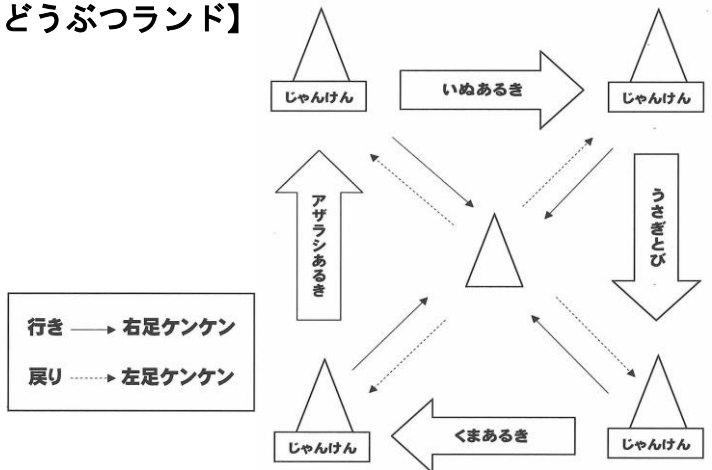 どうぶつランド】
じゃんけん
いぬあるき
じゃんけん
アザラシあるき
うさぎとび
行き → 右足ケンケン
戻り → 左足ケンケン
じゃんけん
くまあるき
じゃんけん